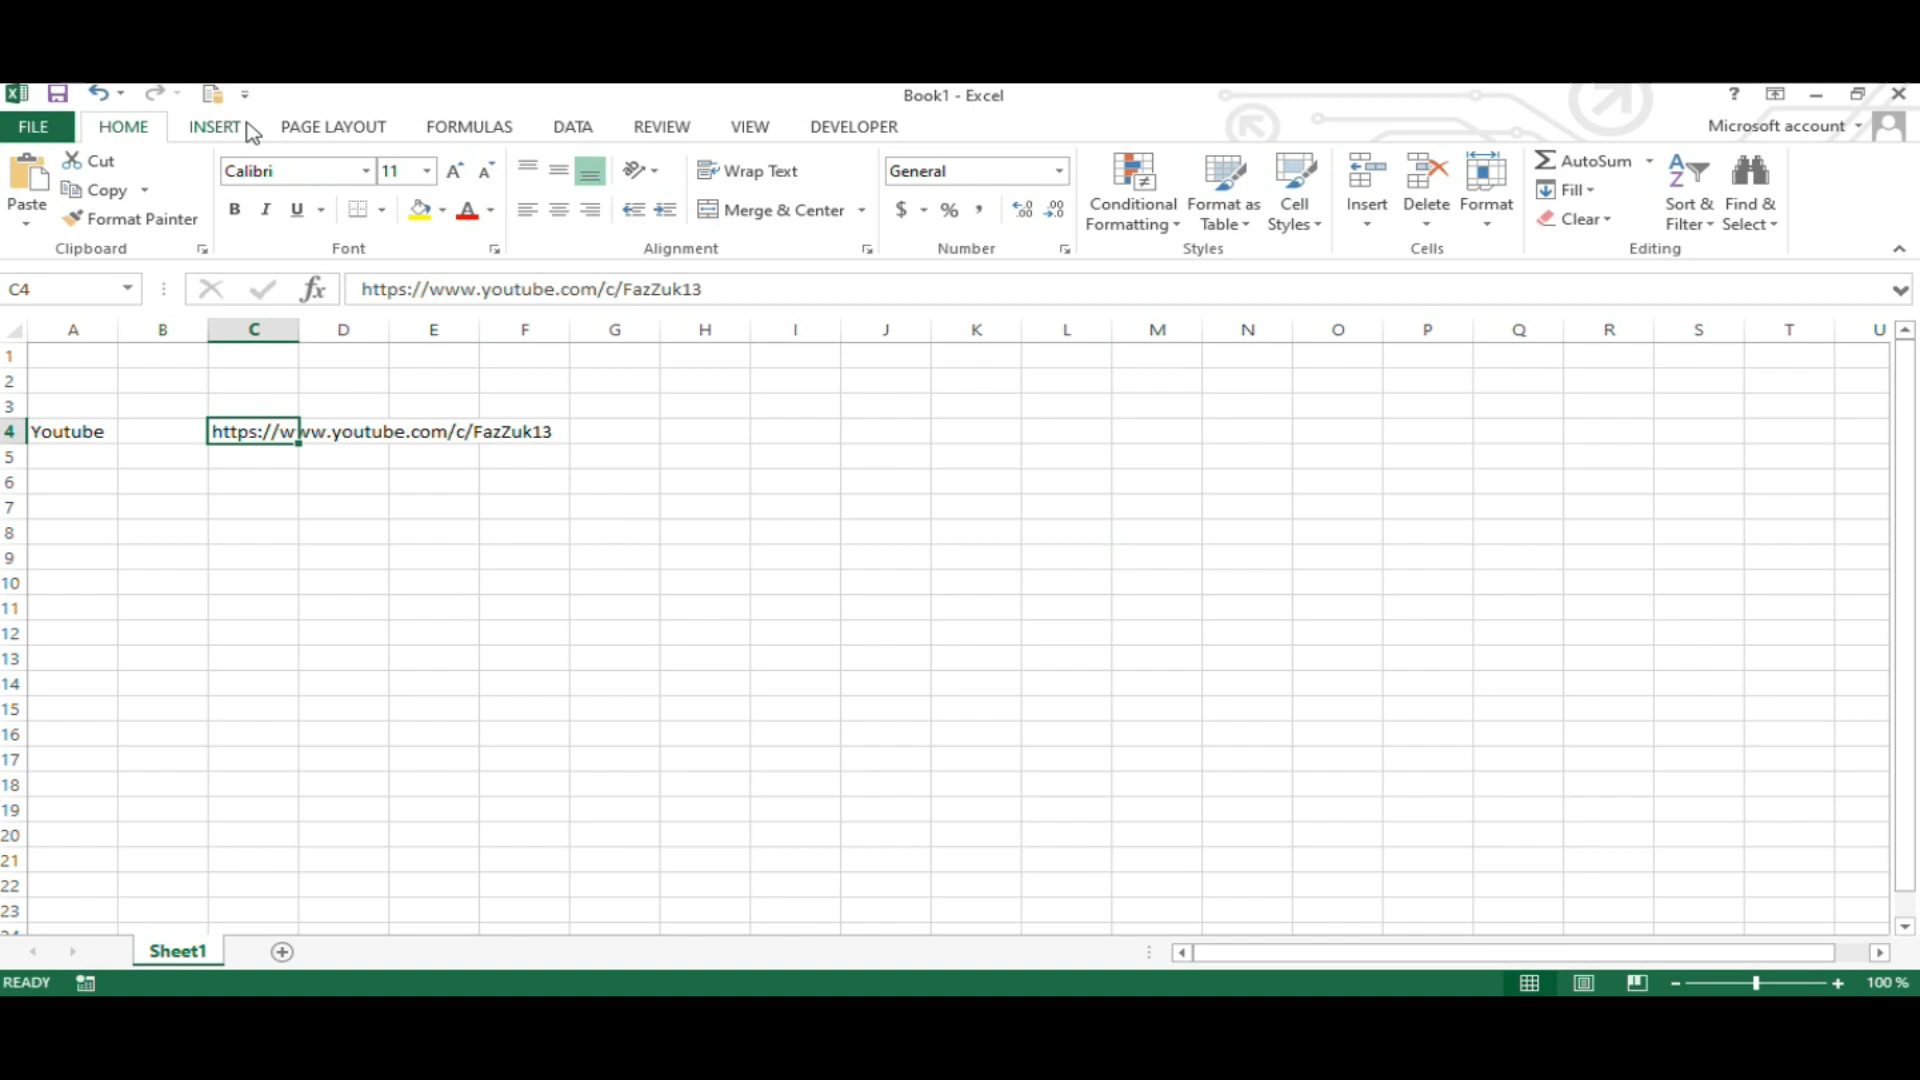 Book1 - Excel
?
FILE HOME INSERT PAGE LAYOUT FORMULAS DATA REVIEW VIEW DEVELOPER Microsoft account
Paste
Cut
Copy
Format Painter
Clipboard
Calibri 11
B I U A
Font
Wrap Text
Merge & Center
Alignment
General
$ % ,
Number
Conditional Formatting
Format as Table
Cell Styles
Styles
Insert
Delete
Format
Cells
AutoSum
Fill
Clear
Sort & Filter
Find & Select
Editing
C4 fx https://www.youtube.com/c/FazZuk13
A B C D E F G H I J K L M N O P Q R S T U
1
2
3
4 Youtube https://www.youtube.com/c/FazZuk13
5
6
7
8
9
10
11
12
13
14
15
16
17
18
19
20
21
22
23
Sheet1
READY 100 %